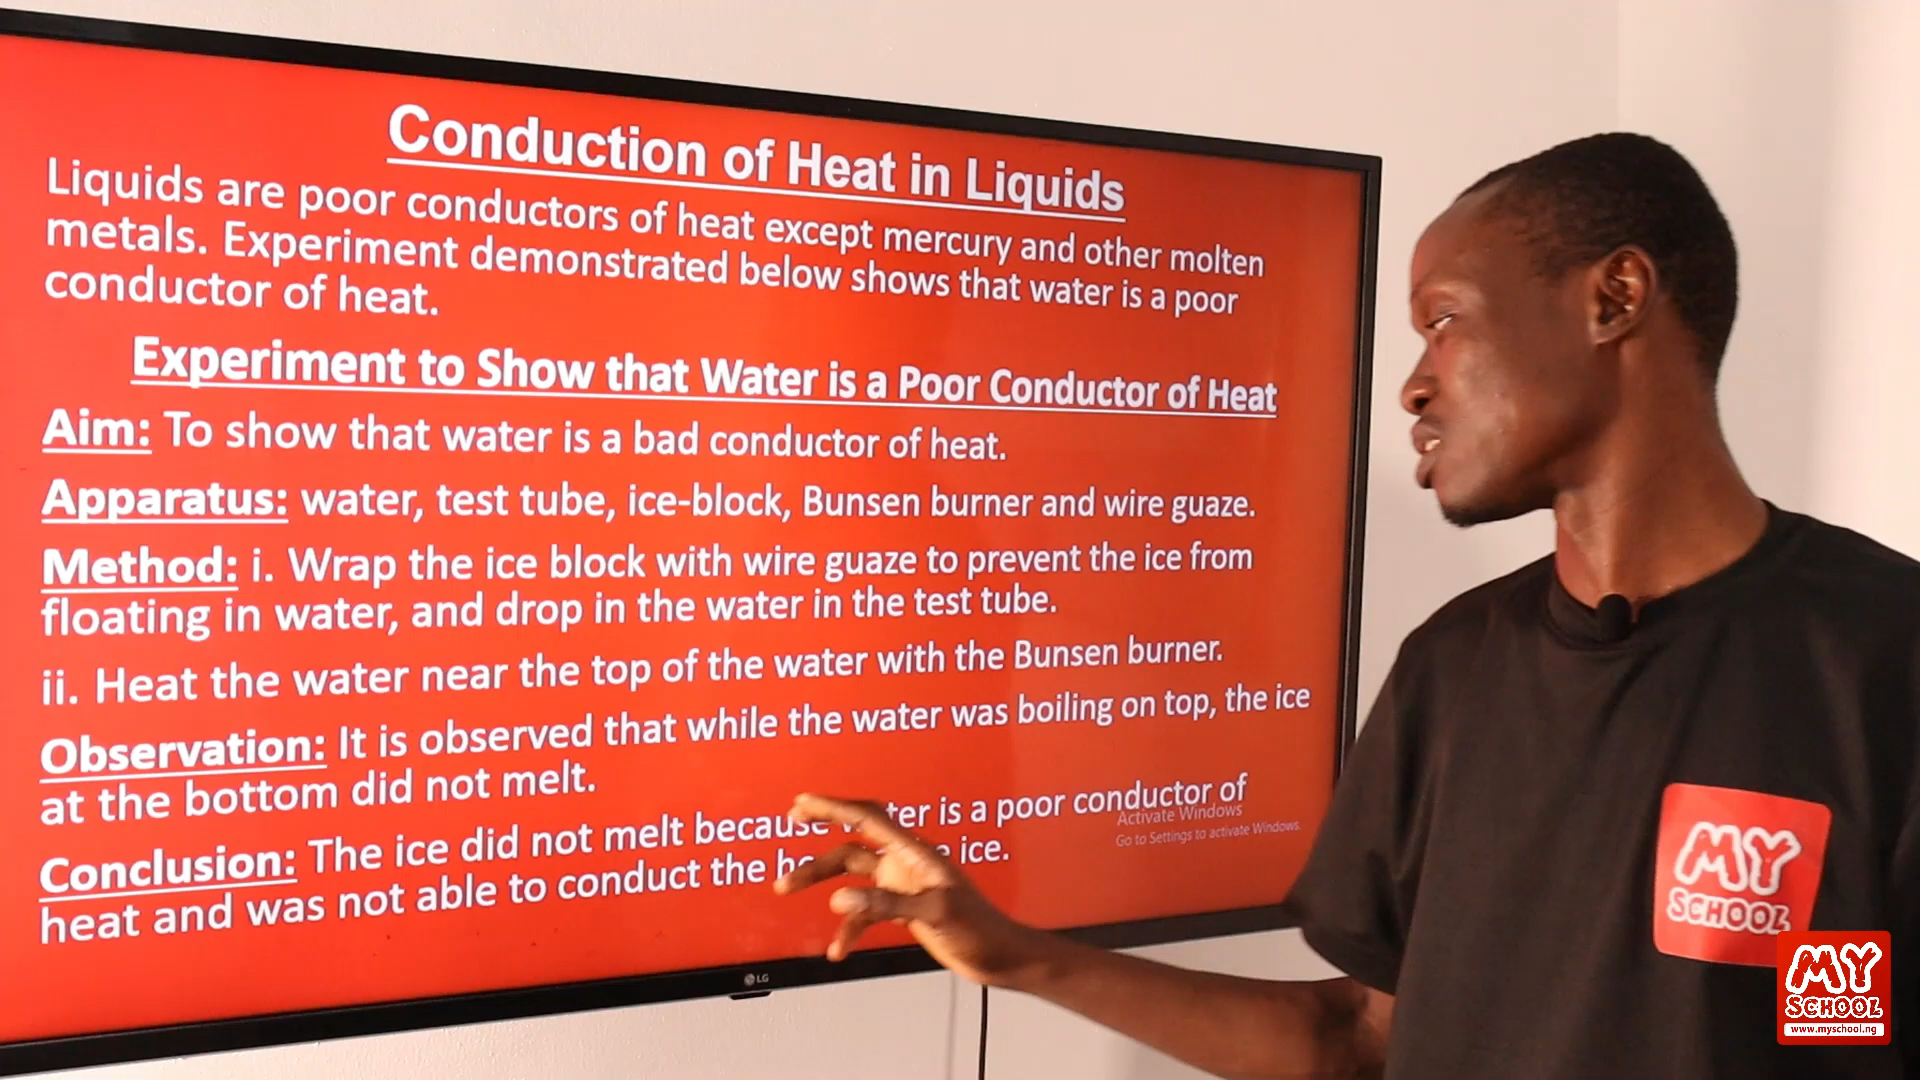 Conduction of Heat in Liquids
Liquids are poor conductors of heat except mercury and other molten
metals. Experiment demonstrated below shows that water is a poor
conductor of heat.
Experiment to Show that Water is a Poor Conductor of Heat
Aim: To show that water is a bad conductor of heat.
Apparatus: water, test tube, ice-block, Bunsen burner and wire guaze.
Method: i. Wrap the ice block with wire guaze to prevent the ice from
floating in water, and drop in the water in the test tube.
ii. Heat the water near the top of the water with the Bunsen burner.
Observation: It is observed that while the water was boiling on top, the ice
at the bottom did not melt.
Conclusion: The ice did not melt because is a poor conductor of
heat and was not able to conduct the ice.
Activate Windows
Go to Settings to activate Windows.
LG
MY
SCHOOL
MY
SCHOOL
www.myschool.ng